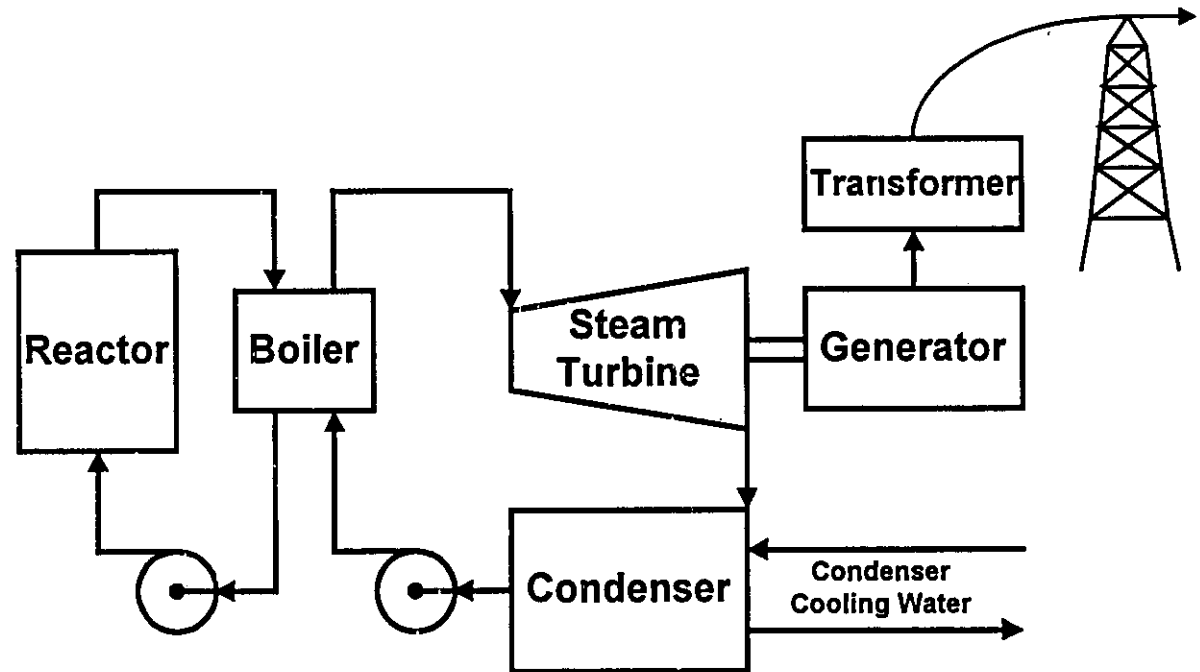 Transformer
Reactor
Boiler
Steam
Turbine
Generator
Condenser
Condenser
Cooling Water